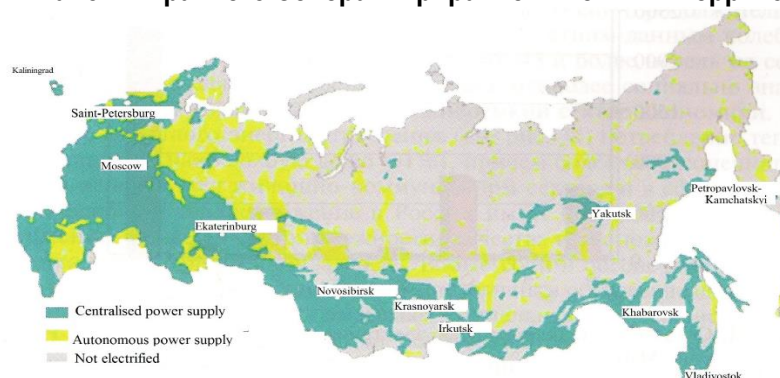 Kaliningrad
Saint-Petersburg
Moscow
Petropavlovsk-
Kamchatskyi
Yakutsk
Ekaterinburg
Novosibirsk
Krasnoyarsk
Khabarovsk
Irkutsk
Centralised power supply
Autonomous power supply
Not electrified
Vladivostok